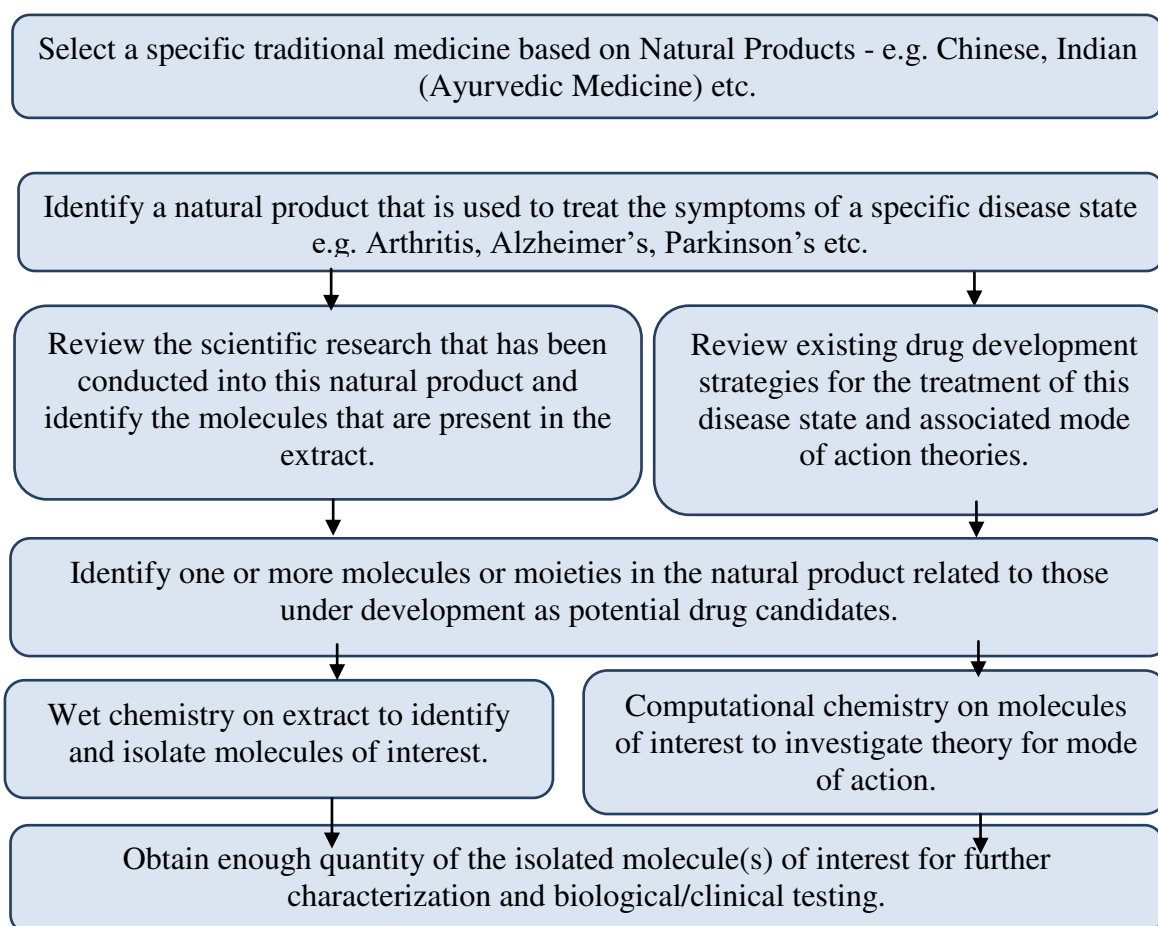 Select a specific traditional medicine based on Natural Products - e.g. Chinese, Indian
(Ayurvedic Medicine) etc.
Identify a natural product that is used to treat the symptoms of a specific disease state
e.g. Arthritis, Alzheimer's, Parkinson's etc.
Review the scientific research that has been
conducted into this natural product and
identify the molecules that are present in the
extract.
Review existing drug development
strategies for the treatment of this
disease state and associated mode
of action theories.
Identify one or more molecules or moieties in the natural product related to those
under development as potential drug candidates.
Wet chemistry on extract to identify
and isolate molecules of interest.
Computational chemistry on molecules
of interest to investigate theory for mode
of action.
Obtain enough quantity of the isolated molecule(s) of interest for further
characterization and biological/clinical testing.